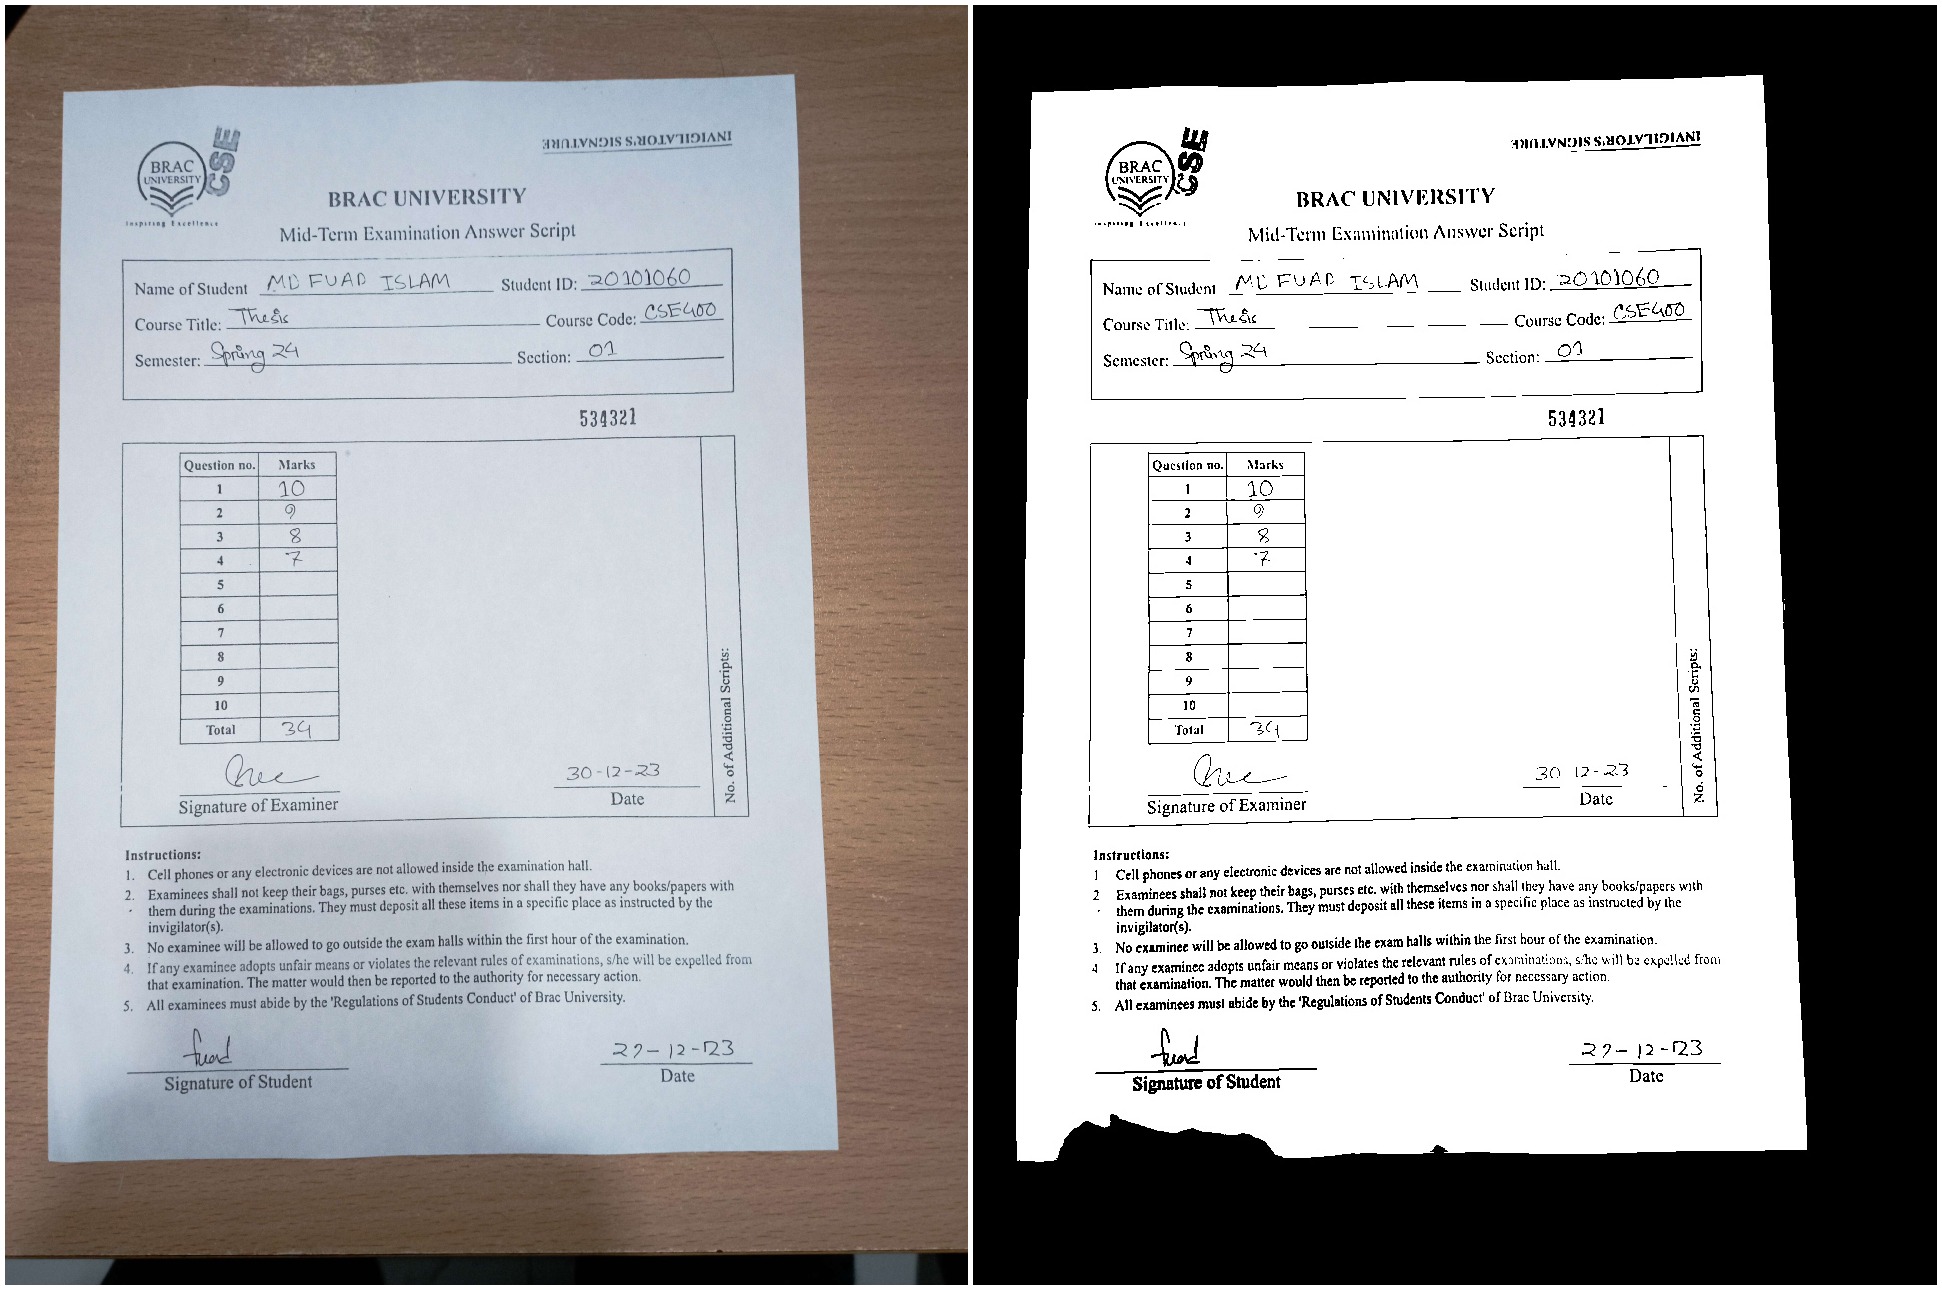 BRAC
UNIVERSITY
CSE
Inspiring Excellence
INVIGILATOR'S SIGNATURE
BRAC UNIVERSITY
Mid-Term Examination Answer Script
Name of Student MD FUAD ISLAM Student ID: 20101060
Course Title: Thesis Course Code: CSE400
Semester: Spring 24 Section: 01
534321
Question no. Marks
1 10
2 9
3 8
4 7
5
6
7
8
9
10
Total 34
30-12-23
Signature of Examiner Date
No. of Additional Scripts:
Instructions:
1. Cell phones or any electronic devices are not allowed inside the examination hall.
2. Examinees shall not keep their bags, purses etc. with themselves nor shall they have any books/papers with
them during the examinations. They must deposit all these items in a specific place as instructed by the
invigilator(s).
3. No examinee will be allowed to go outside the exam halls within the first hour of the examination.
4. If any examinee adopts unfair means or violates the relevant rules of examinations, s/he will be expelled from
that examination. The matter would then be reported to the authority for necessary action.
5. All examinees must abide by the 'Regulations of Students Conduct' of Brac University.
Fuad 29-12-23
Signature of Student Date
BRAC
UNIVERSITY
CSE
Inspiring Excellence
INVIGILATOR'S SIGNATURE
BRAC UNIVERSITY
Mid-Term Examination Answer Script
Name of Student MD FUAD ISLAM Student ID: 20101060
Course Title: Thesis Course Code: CSE400
Semester: Spring 24 Section: 01
534321
Question no. Marks
1 10
2 9
3 8
4 7
5
6
7
8
9
10
Total 34
30 12-23
Signature of Examiner Date
No. of Additional Scripts:
Instructions:
1 Cell phones or any electronic devices are not allowed inside the examination hall.
2 Examinees shall not keep their bags, purses etc. with themselves nor shall they have any books/papers with
them during the examinations. They must deposit all these items in a specific place as instructed by the
invigilator(s).
3. No examinee will be allowed to go outside the exam halls within the first hour of the examination.
4 If any examinee adopts unfair means or violates the relevant rules of examinations, s/he will be expelled from
that examination. The matter would then be reported to the authority for necessary action.
5. All examinees must abide by the 'Regulations of Students Conduct' of Brac University.
Fuad 29-12-23
Signature of Student Date